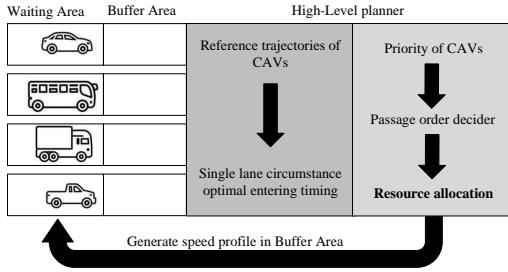 Waiting Area
Buffer Area
High-Level planner
Reference trajectories of
CAVs
Single lane circumstance
optimal entering timing
Priority of CAVs
Passage order decider
Resource allocation
Generate speed profile in Buffer Area